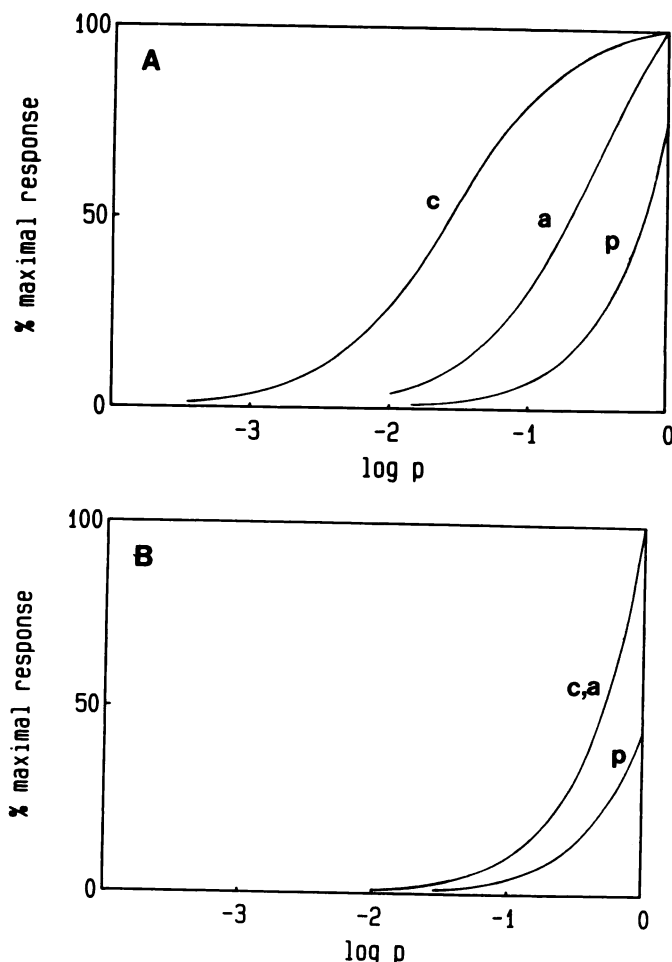 100
A
c
50
a
p
% maximal response
0
-3
-2
-1
0
log p
100
B
c,a
50
p
% maximal response
0
-3
-2
-1
0
log p